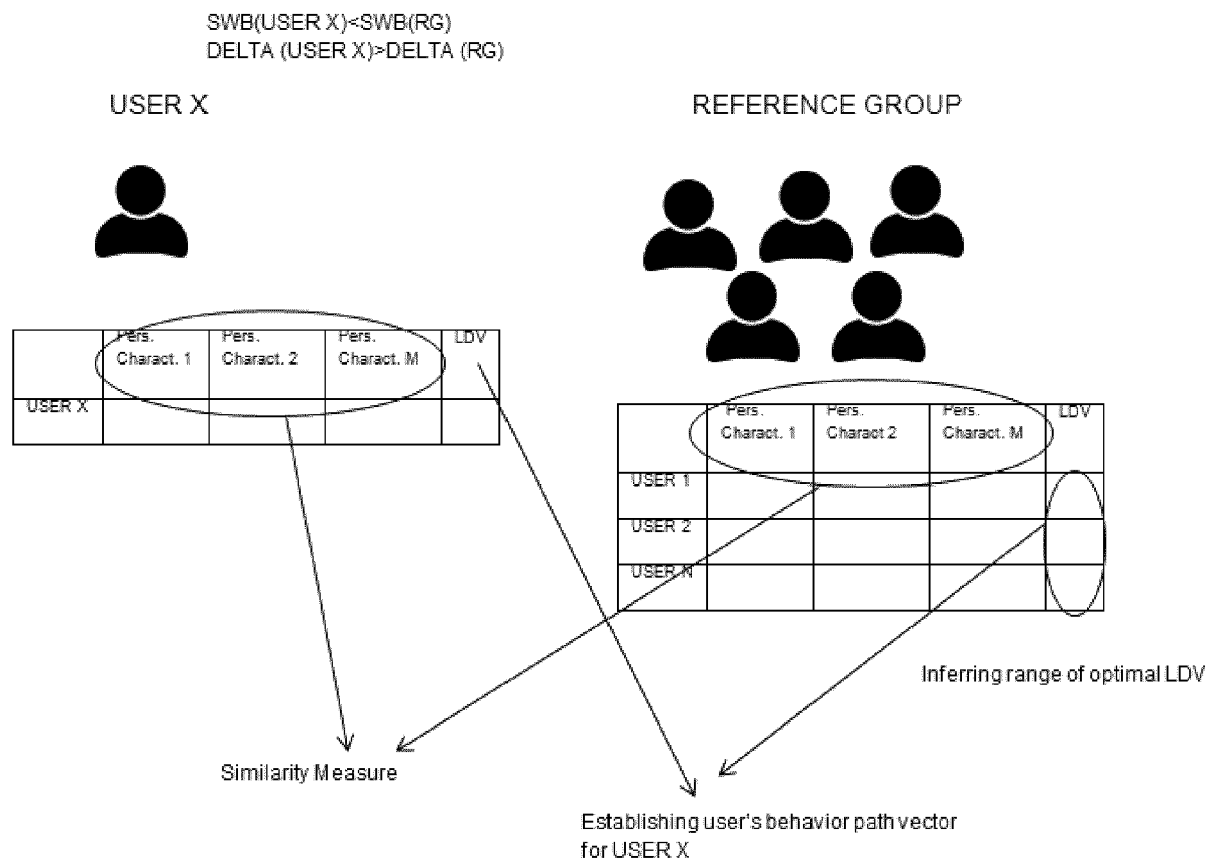 SWB(USER X)<SWB(RG)
DELTA (USER X)>DELTA (RG)
USER X
REFERENCE GROUP
Pers. Charact. 1
Pers. Charact. 2
Pers. Charact. M
LDV
USER X
Pers. Charact. 1
Pers. Charact 2
Pers. Charact. M
LDV
USER 1
USER 2
USER N
Inferring range of optimal LDV
Similarity Measure
Establishing user's behavior path vector
for USER X